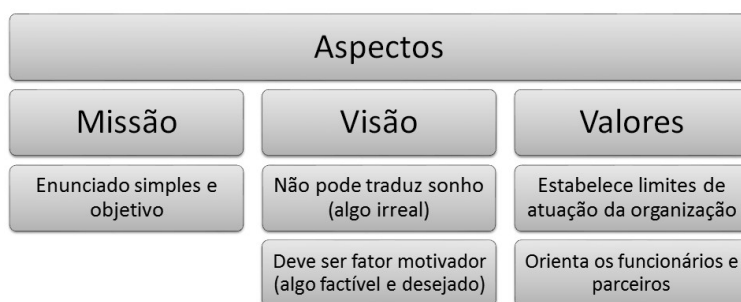 Aspectos
Missão
Visão
Valores
Enunciado simples e
objetivo
Não pode traduz sonho
(algo irreal)
Estabelece limites de
atuação da organização
Deve ser fator motivador
(algo factível e desejado)
Orienta os funcionários e
parceiros